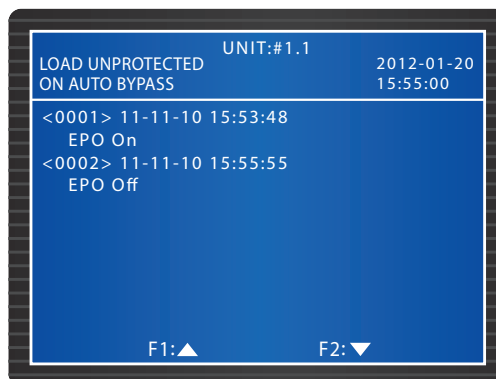 UNIT:#1.1
LOAD UNPROTECTED 2012-01-20
ON AUTO BYPASS 15:55:00
<0001> 11-11-10 15:53:48
EPO On
<0002> 11-11-10 15:55:55
EPO Off
F1:▲ F2:▼